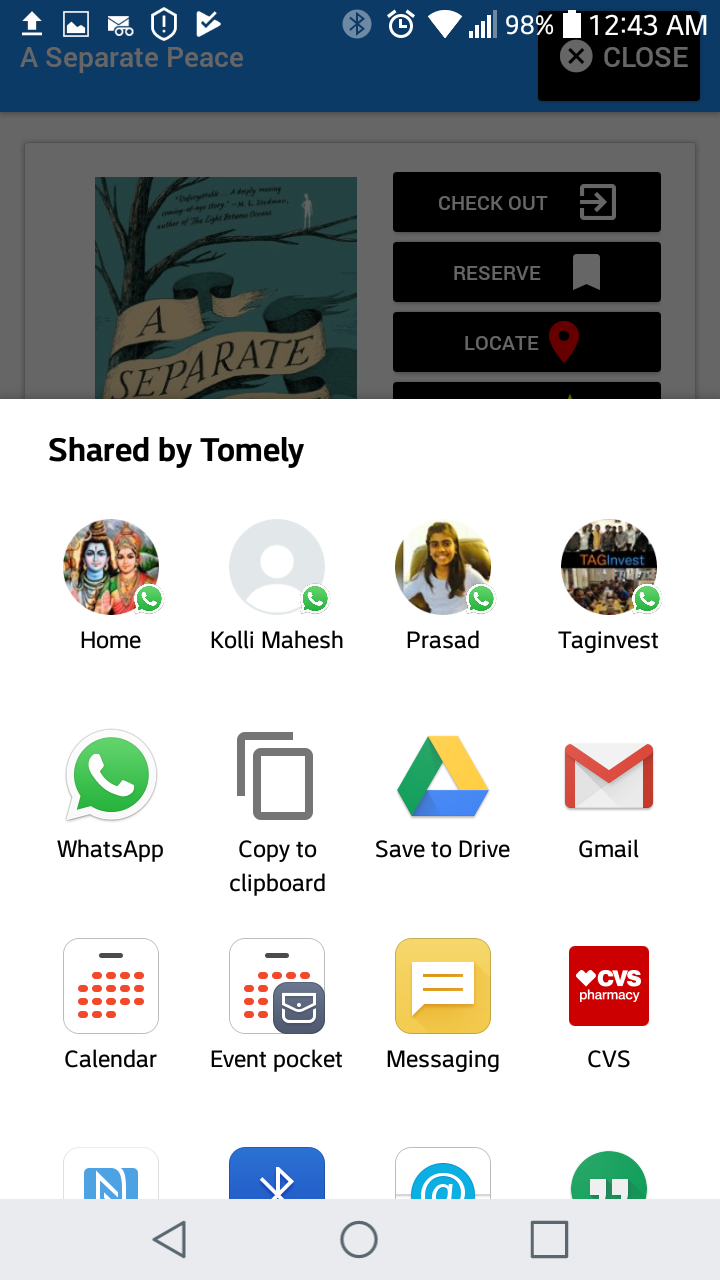 98% 12:43 AM
A Separate Peace
CLOSE
"Unforgettable... A deeply moving
coming-of-age story." —M. L. Stedman,
author of The Light Between Oceans
A
SEPARATE
CHECK OUT
RESERVE
LOCATE
Shared by Tomely
TAGInvest
Home
Kolli Mahesh
Prasad
Taginvest
WhatsApp
Copy to
clipboard
Save to Drive
Gmail
CVS
pharmacy
Calendar
Event pocket
Messaging
CVS
N
@